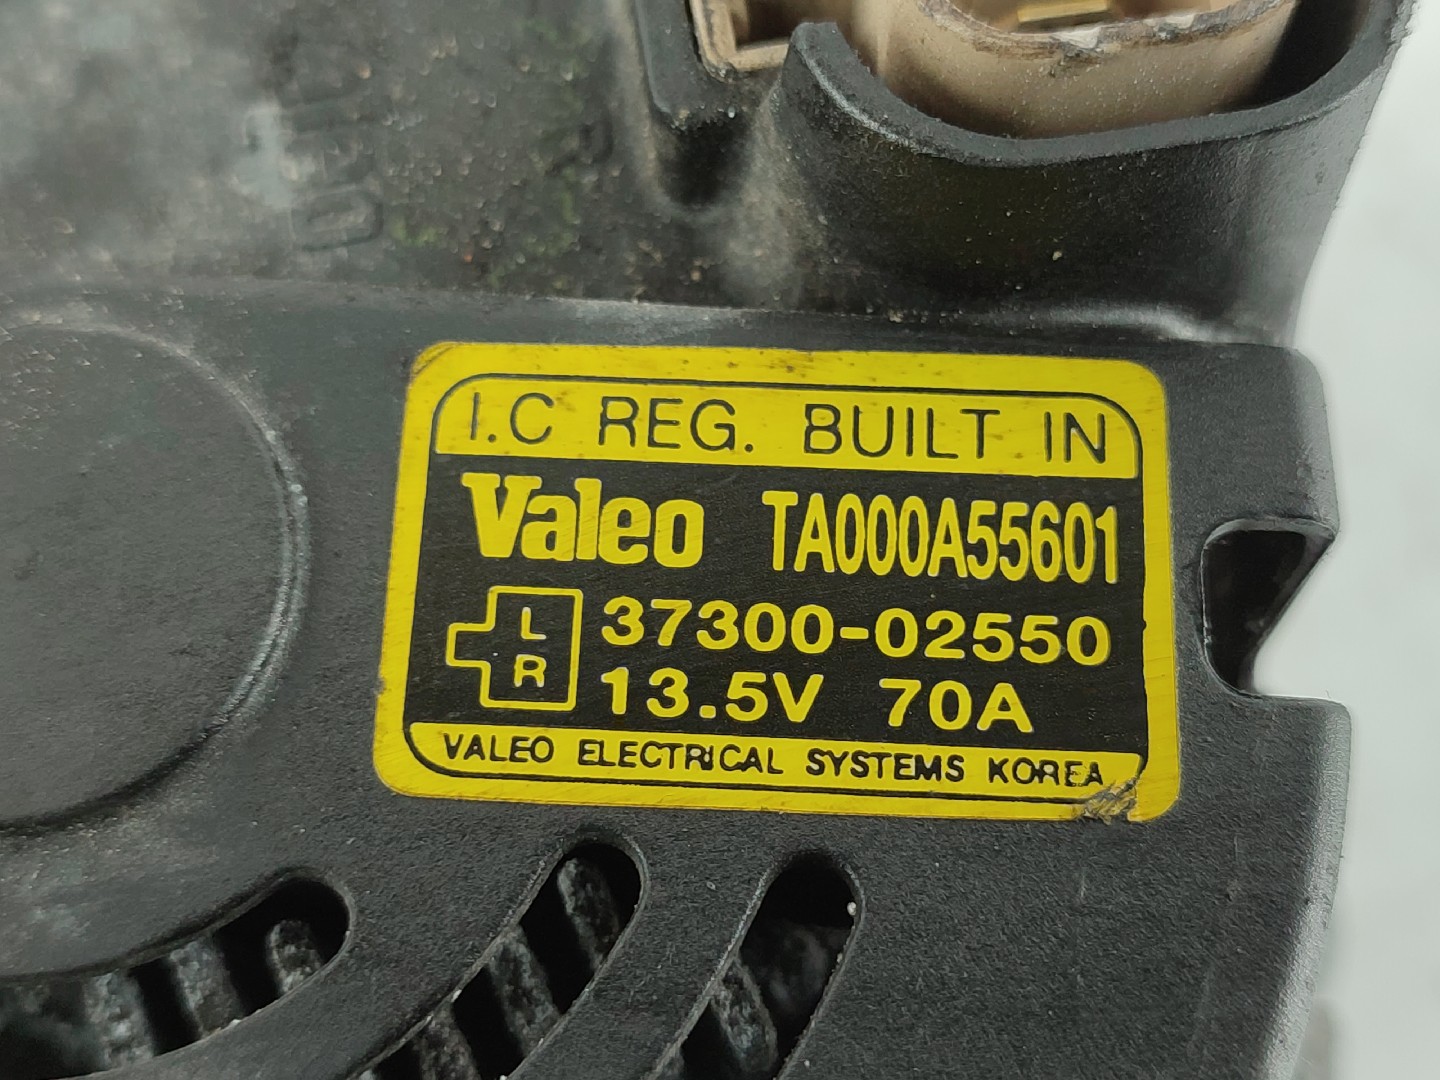 I.C REG. BUILT IN
Valeo TA000A55601
L
R
37300-02550
13.5V 70A
VALEO ELECTRICAL SYSTEMS KOREA